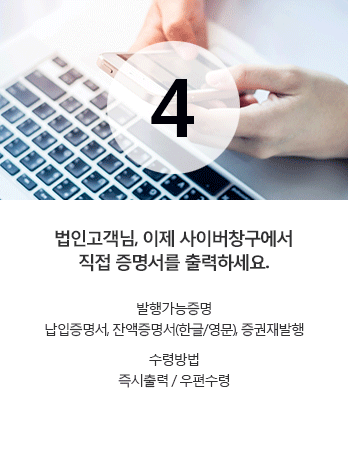 4
법인고객님, 이제 사이버창구에서
직접 증명서를 출력하세요.
발행가능증명
납입증명서, 잔액증명서(한글/영문), 증권재발행
수령방법
즉시출력 / 우편수령